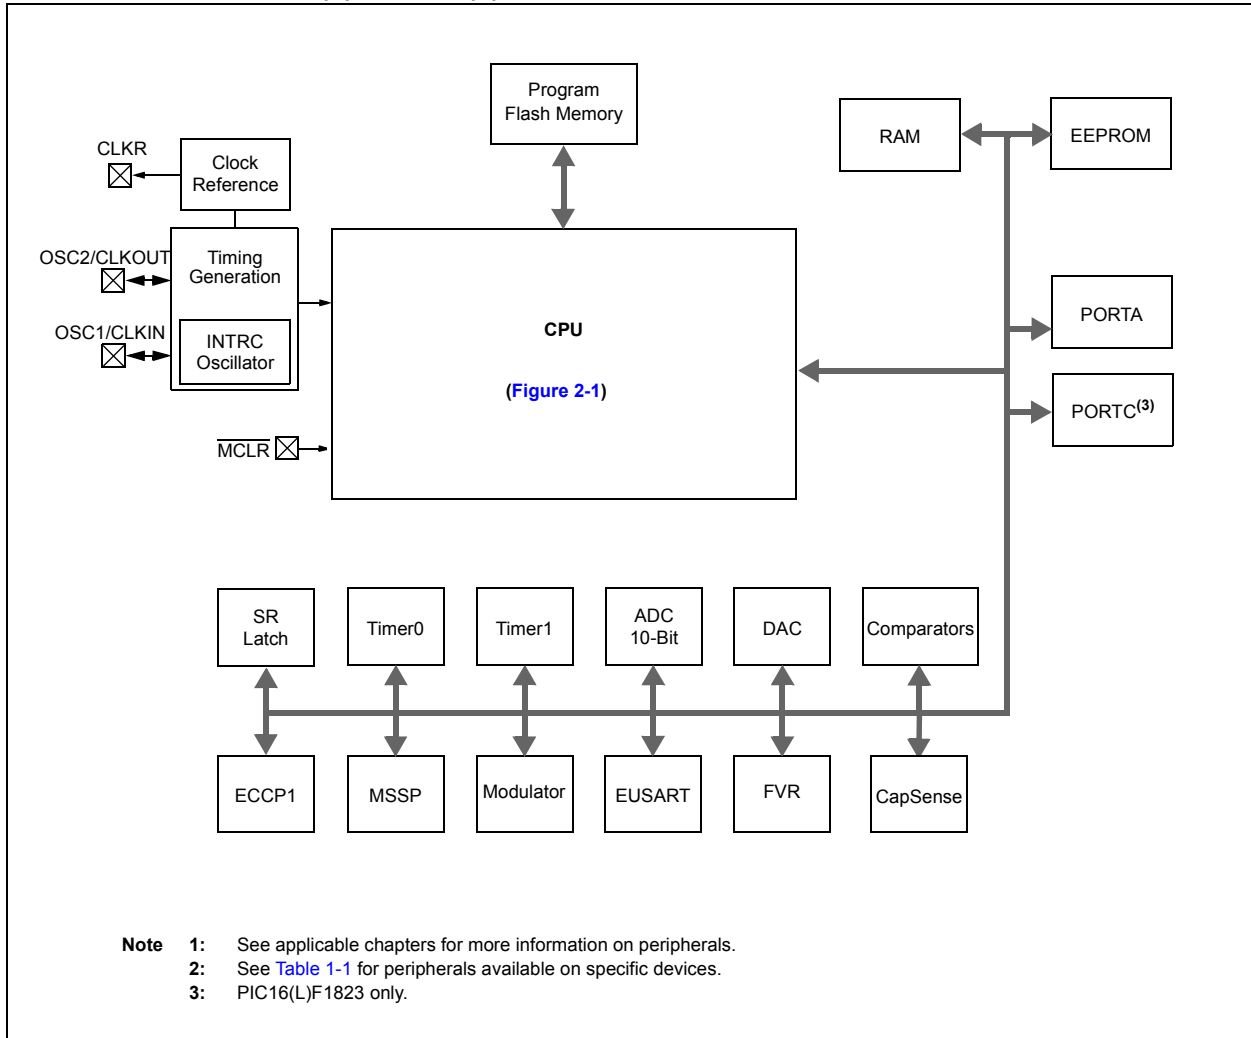 Program
Flash Memory
RAM
EEPROM
CLKR
Clock
Reference
OSC2/CLKOUT
Timing
Generation
OSC1/CLKIN
INTRC
Oscillator
MCLR
CPU
(Figure 2-1)
PORTA
PORTC(3)
SR
Latch
Timer0
Timer1
ADC
10-Bit
DAC
Comparators
ECCP1
MSSP
Modulator
EUSART
FVR
CapSense
Note 1: See applicable chapters for more information on peripherals.
2: See Table 1-1 for peripherals available on specific devices.
3: PIC16(L)F1823 only.